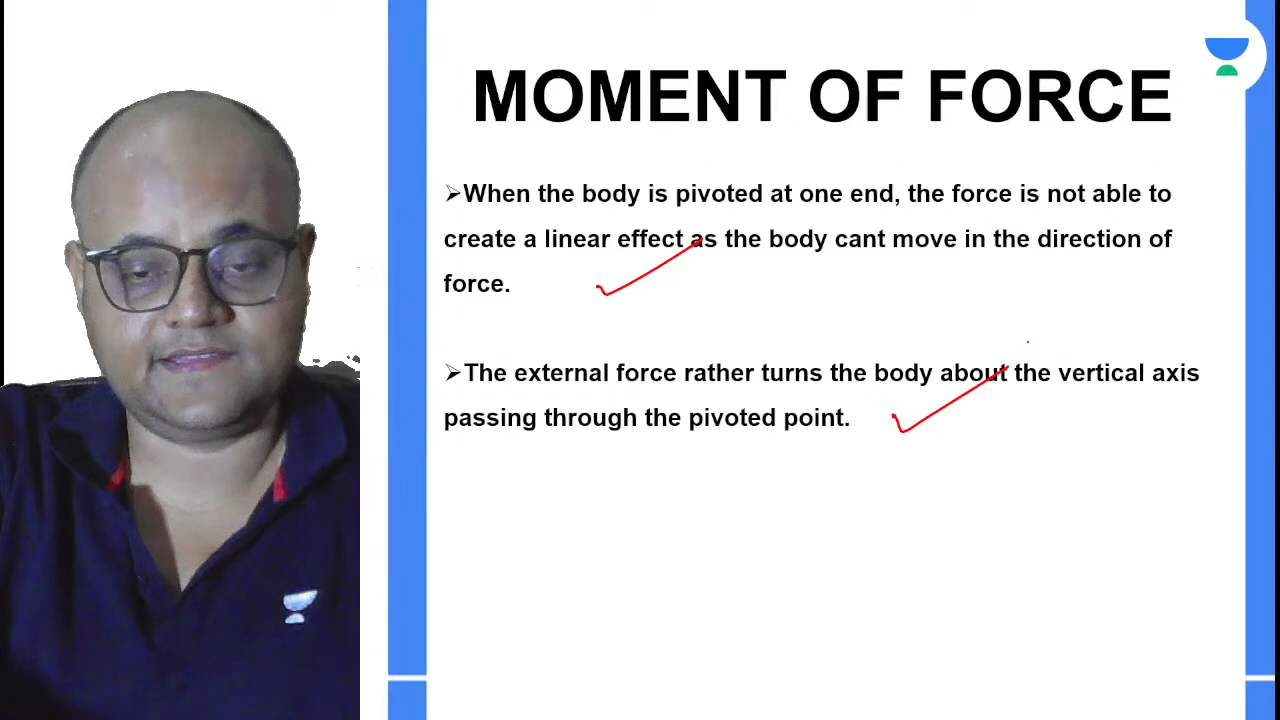 MOMENT OF FORCE
➢When the body is pivoted at one end, the force is not able to
create a linear effect as the body cant move in the direction of
force.
➢The external force rather turns the body about the vertical axis
passing through the pivoted point.